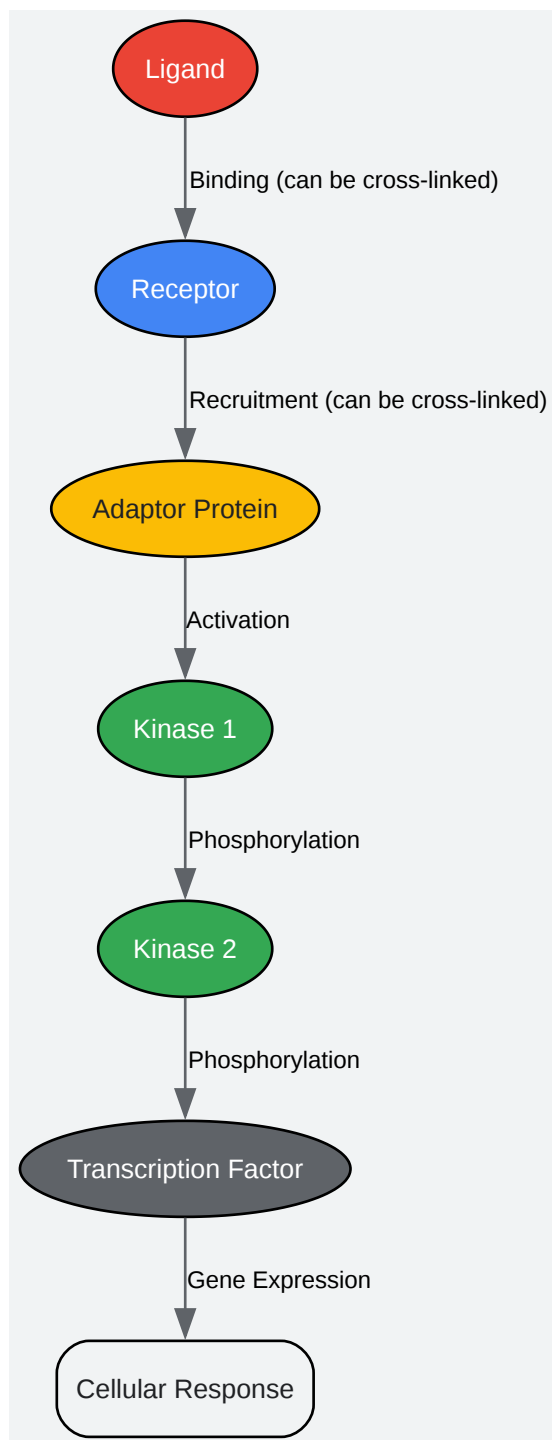 Ligand
Binding (can be cross-linked)
Receptor
Recruitment (can be cross-linked)
Adaptor Protein
Activation
Kinase 1
Phosphorylation
Kinase 2
Phosphorylation
Transcription Factor
Gene Expression
Cellular Response